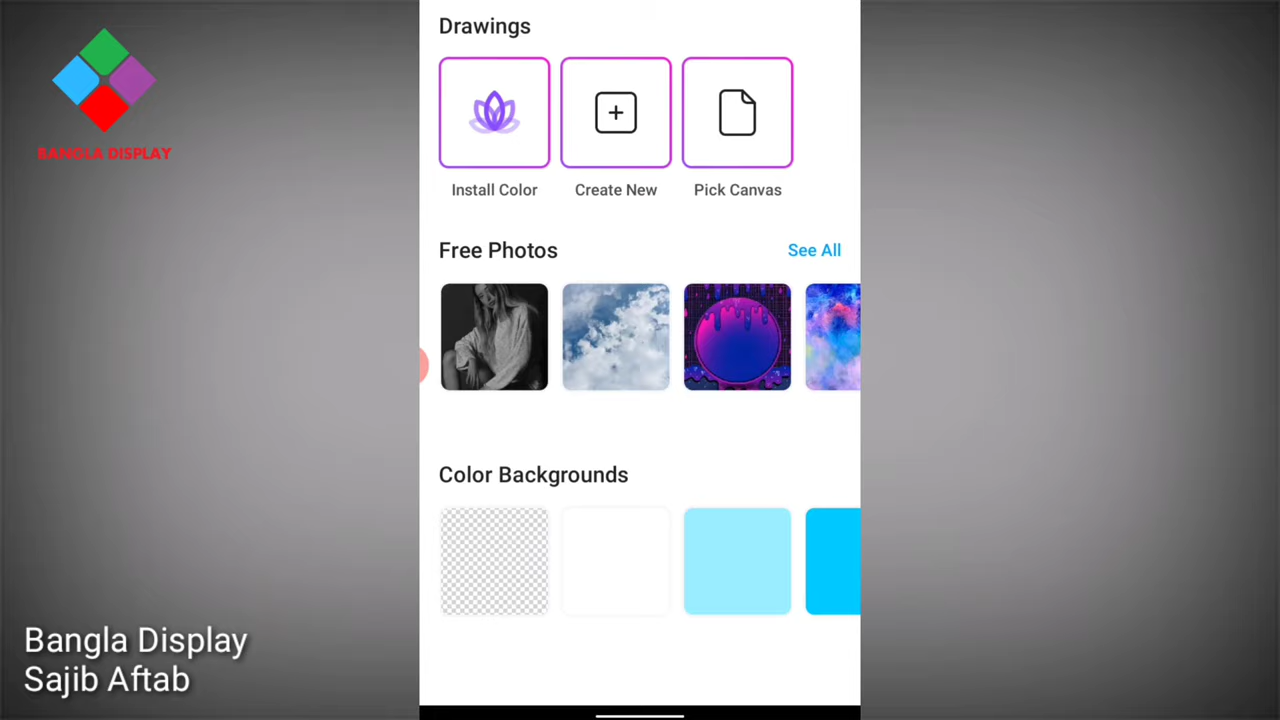 BANGLA DISPLAY
Drawings
Install Color
Create New
Pick Canvas
Free Photos
See All
Color Backgrounds
Bangla Display
Sajib Aftab